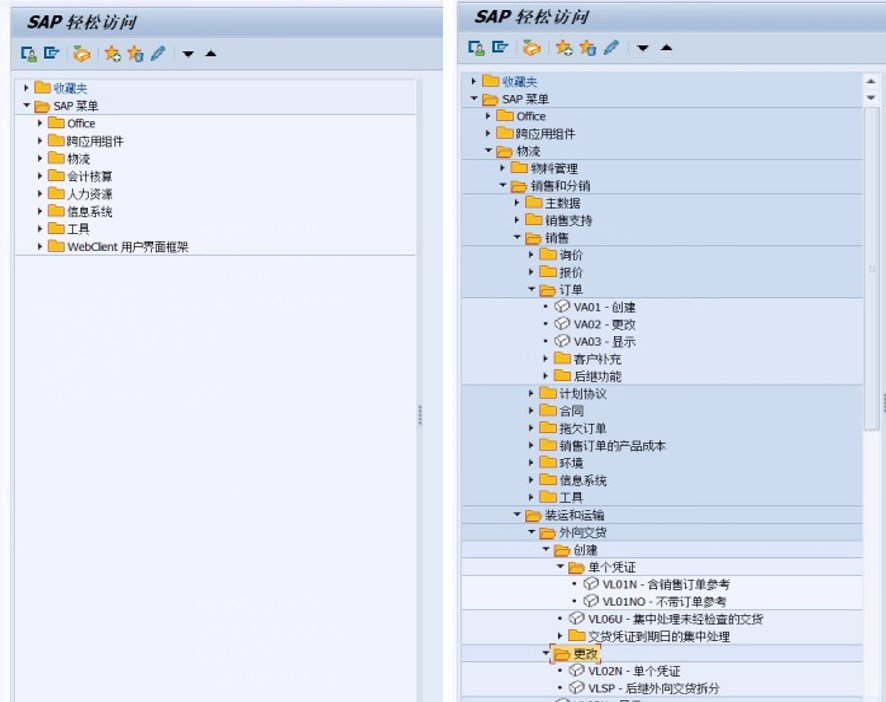 SAP 轻松访问
收藏夹
SAP 菜单
Office
跨应用组件
物流
会计核算
人力资源
信息系统
工具
WebClient 用户界面框架
SAP 轻松访问
收藏夹
SAP 菜单
Office
跨应用组件
物流
物料管理
销售和分销
主数据
销售支持
销售
询价
报价
订单
VA01 - 创建
VA02 - 更改
VA03 - 显示
客户补充
后继功能
计划协议
合同
拖欠订单
销售订单的产品成本
环境
信息系统
工具
装运和运输
外向交货
创建
单个凭证
VL01N - 含销售订单参考
VL01NO - 不带订单参考
VL06U - 集中处理未经检查的交货
交货凭证到期日的集中处理
更改
VL02N - 单个凭证
VLSP - 后继外向交货拆分